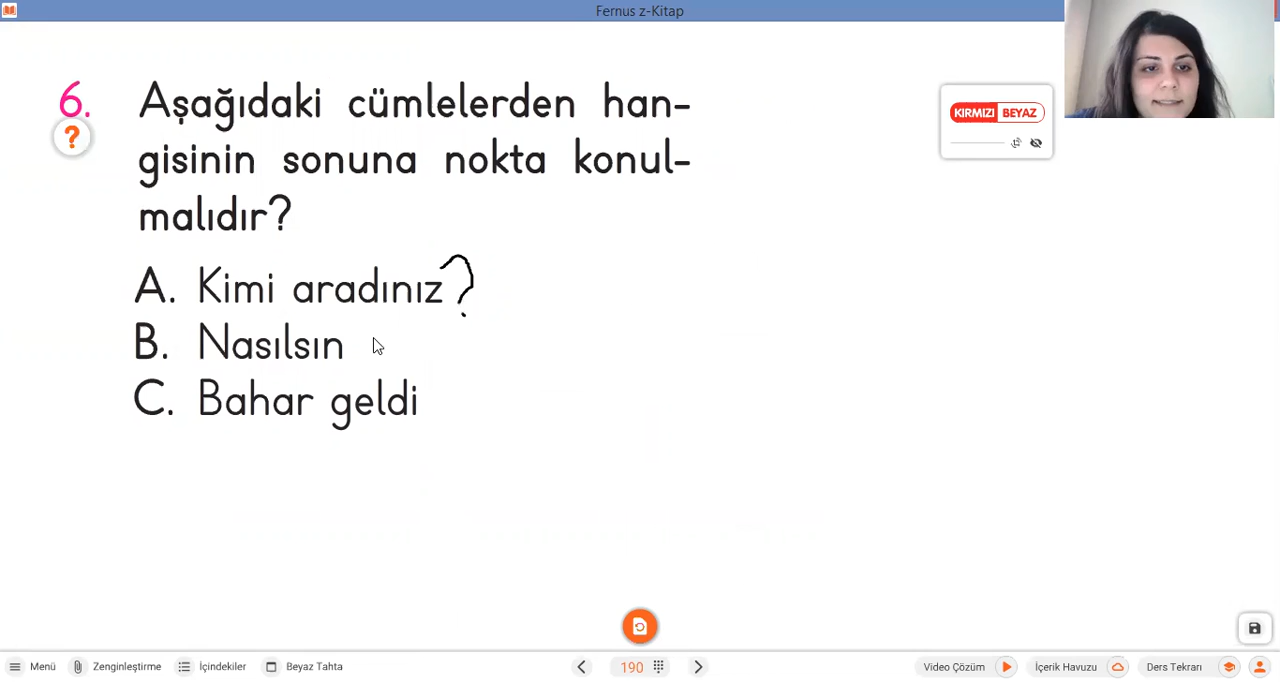 Fernus z-Kitap
6. Aşağıdaki cümlelerden han-
?
gisinin sonuna nokta konul-
malıdır?
A. Kimi aradınız ?
B. Nasılsın
C. Bahar geldi
KIRMIZI BEYAZ
Menü Zenginleştirme İçindekiler Beyaz Tahta 190 Video Çözüm İçerik Havuzu Ders Tekrarı